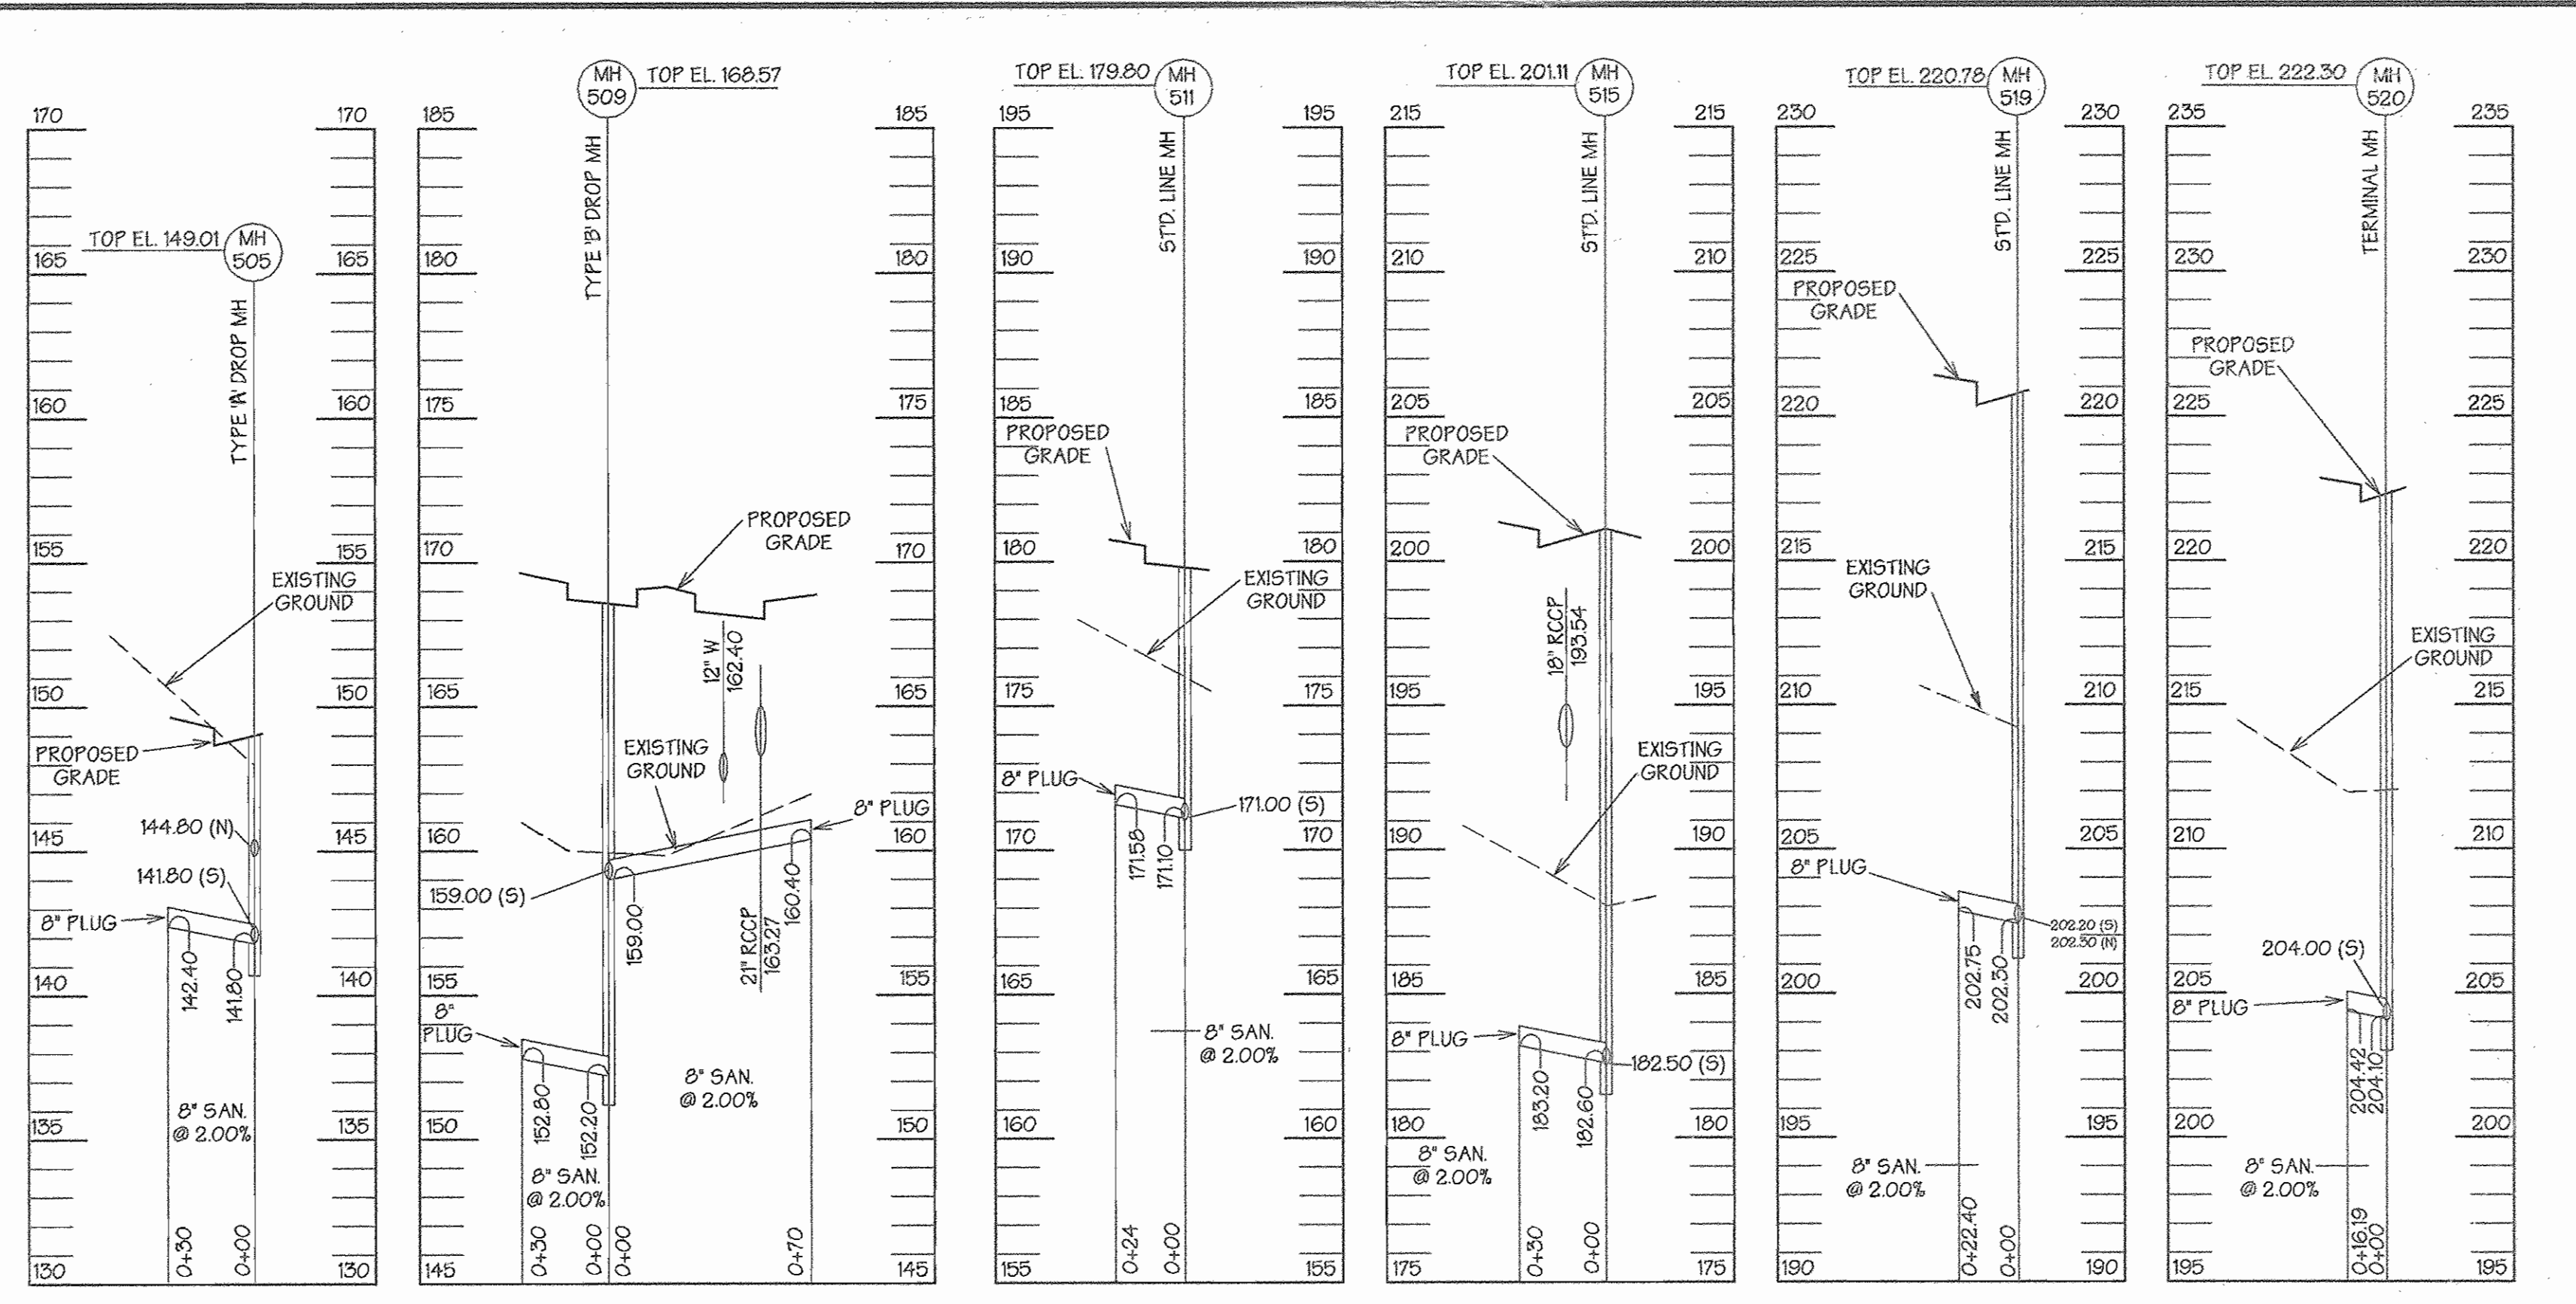 TOP EL. 149.01
MH
505
TYPE 'A' DROP MH
170
170
165
165
160
160
155
155
150
150
145
145
140
140
135
135
130
130
EXISTING
GROUND
PROPOSED
GRADE
144.80 (N)
141.80 (S)
8" PLUG
142.40
141.80
8" SAN.
@ 2.00%
0+30
0+00
MH
509
TOP EL. 168.57
TYPE 'B' DROP MH
185
185
180
180
175
175
170
170
165
165
160
160
155
155
150
150
145
145
PROPOSED
GRADE
12" W
162.40
EXISTING
GROUND
8" PLUG
159.00 (S)
159.00
21" RCCP
163.27
160.40
8"
PLUG
152.80
152.20
8" SAN.
@ 2.00%
8" SAN.
@ 2.00%
0+30
0+00
0+00
0+70
TOP EL. 179.80
MH
511
ST'D. LINE MH
195
195
190
190
185
185
180
180
175
175
170
170
165
165
160
160
155
155
PROPOSED
GRADE
EXISTING
GROUND
8" PLUG
171.00 (S)
171.58
171.10
8" SAN.
@ 2.00%
0+24
0+00
TOP EL. 201.11
MH
515
ST'D. LINE MH
215
215
210
210
205
205
200
200
195
195
190
190
185
185
180
180
175
175
PROPOSED
GRADE
18" RCCP
193.54
EXISTING
GROUND
8" PLUG
182.50 (S)
183.20
182.60
8" SAN.
@ 2.00%
0+30
0+00
TOP EL. 220.78
MH
519
ST'D. LINE MH
230
230
225
225
220
220
215
215
210
210
205
205
200
200
195
195
190
190
PROPOSED
GRADE
EXISTING
GROUND
8" PLUG
202.20 (S)
202.30 (N)
202.75
202.30
8" SAN.
@ 2.00%
0+22.40
0+00
TOP EL. 222.30
MH
520
TERMINAL MH
235
235
230
230
225
225
220
220
215
215
210
210
205
205
200
200
195
195
PROPOSED
GRADE
EXISTING
GROUND
204.00 (S)
8" PLUG
204.42
204.10
8" SAN.
@ 2.00%
0+16.19
0+00